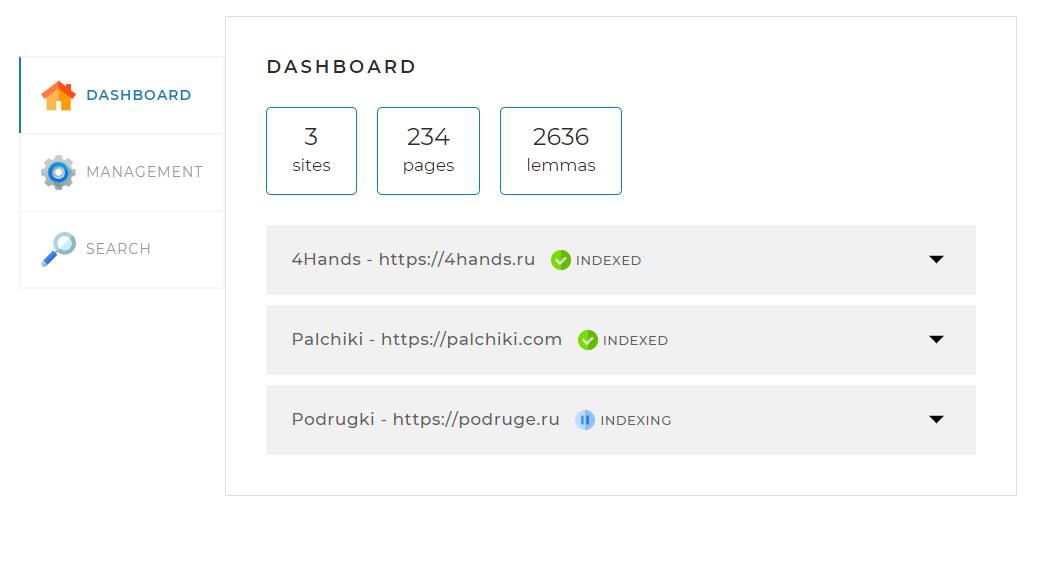 DASHBOARD
MANAGEMENT
SEARCH
DASHBOARD
3
sites
234
pages
2636
lemmas
4Hands - https://4hands.ru INDEXED
Palchiki - https://palchiki.com INDEXED
Podrugki - https://podruge.ru INDEXING